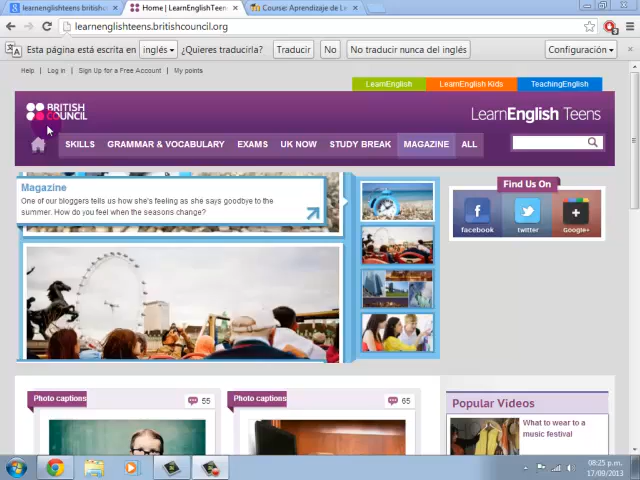 learnenglishteens britishc
Home | LearnEnglishTeen
Course: Aprendizaje de L
learnenglishteens.britishcouncil.org
Esta página está escrita en inglés ¿Quieres traducirla? Traducir No No traducir nunca del inglés Configuración
Help | Log in | Sign Up for a Free Account | My points
LearnEnglish LearnEnglish Kids TeachingEnglish
BRITISH
COUNCIL
LearnEnglish Teens
SKILLS GRAMMAR & VOCABULARY EXAMS UK NOW STUDY BREAK MAGAZINE ALL
Magazine
One of our bloggers tells us how she's feeling as she says goodbye to the
summer. How do you feel when the seasons change?
Find Us On
facebook twitter Google+
Photo captions 55
Photo captions 65
Popular Videos
What to wear to a
music festival
08:25 p.m.
17/09/2013